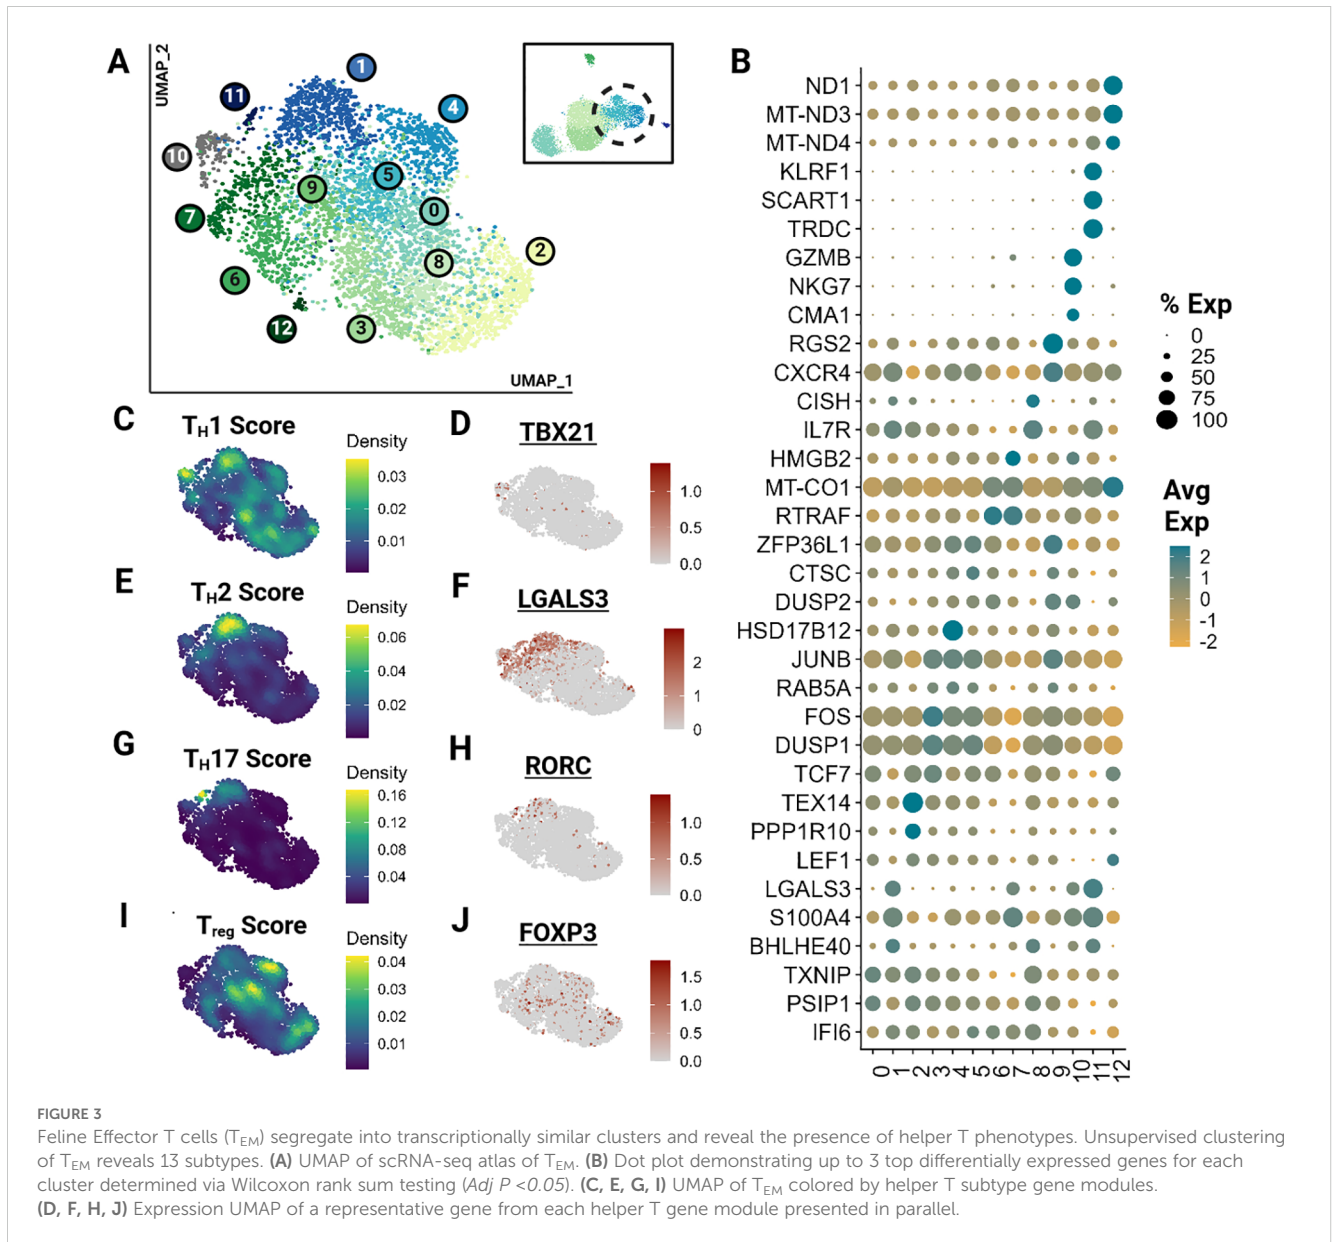 A
UMAP_2
UMAP_1
1
11
4
10
5
9
0
7
2
8
6
12
3
B
ND1
MT-ND3
MT-ND4
KLRF1
SCART1
TRDC
GZMB
NKG7
CMA1
RGS2
CXCR4
CISH
IL7R
HMGB2
MT-CO1
RTRAF
ZFP36L1
CTSC
DUSP2
HSD17B12
JUNB
RAB5A
FOS
DUSP1
TCF7
TEX14
PPP1R10
LEF1
LGALS3
S100A4
BHLHE40
TXNIP
PSIP1
IFI6
0 1 2 3 4 5 6 7 8 9 10 11 12
% Exp
0
25
50
75
100
Avg
Exp
2
1
0
-1
-2
C
TH1 Score
Density
0.03
0.02
0.01
D
TBX21
1.0
0.5
0.0
E
TH2 Score
Density
0.06
0.04
0.02
F
LGALS3
2
1
0
G
TH17 Score
Density
0.16
0.12
0.08
0.04
H
RORC
1.0
0.5
0.0
I
Treg Score
Density
0.04
0.03
0.02
0.01
J
FOXP3
1.5
1.0
0.5
0.0
FIGURE 3
Feline Effector T cells (TEM) segregate into transcriptionally similar clusters and reveal the presence of helper T phenotypes. Unsupervised clustering
of TEM reveals 13 subtypes. (A) UMAP of scRNA-seq atlas of TEM. (B) Dot plot demonstrating up to 3 top differentially expressed genes for each
cluster determined via Wilcoxon rank sum testing (Adj P <0.05). (C, E, G, I) UMAP of TEM colored by helper T subtype gene modules.
(D, F, H, J) Expression UMAP of a representative gene from each helper T gene module presented in parallel.